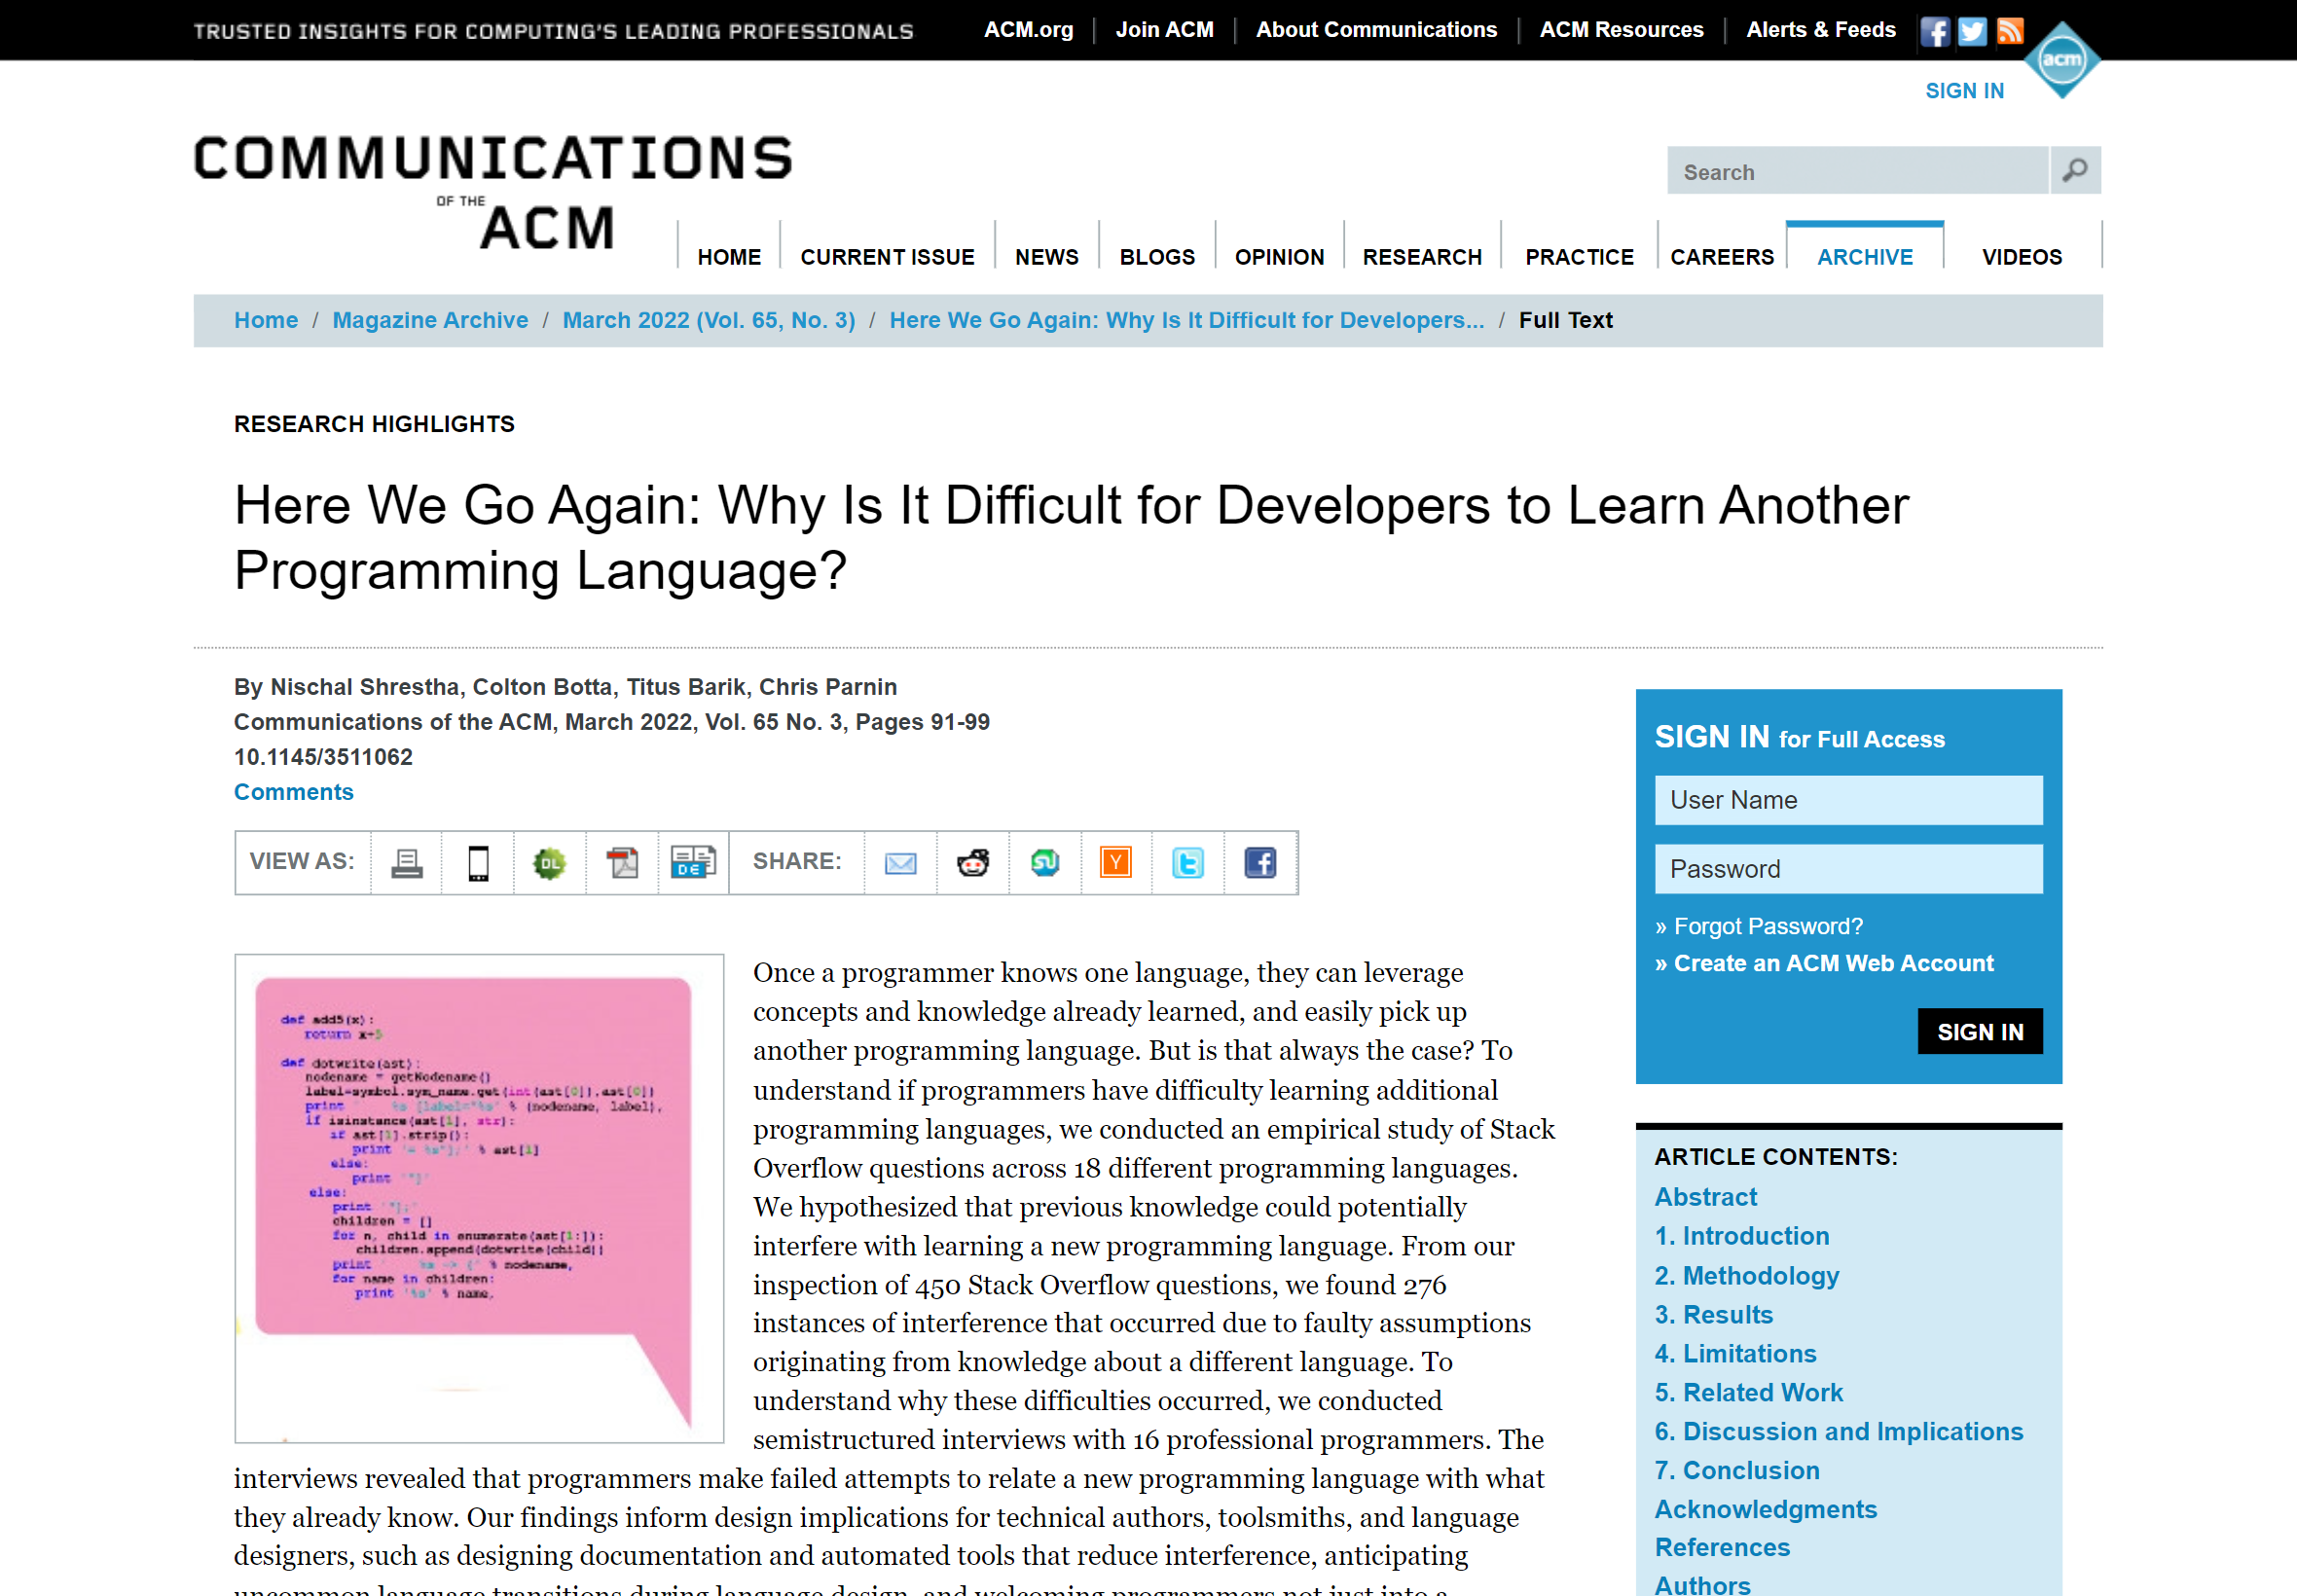 TRUSTED INSIGHTS FOR COMPUTING'S LEADING PROFESSIONALS
ACM.org
Join ACM
About Communications
ACM Resources
Alerts & Feeds
acm
SIGN IN
COMMUNICATIONS
OF THE
ACM
Search
HOME
CURRENT ISSUE
NEWS
BLOGS
OPINION
RESEARCH
PRACTICE
CAREERS
ARCHIVE
VIDEOS
Home / Magazine Archive / March 2022 (Vol. 65, No. 3) / Here We Go Again: Why Is It Difficult for Developers... / Full Text
RESEARCH HIGHLIGHTS
Here We Go Again: Why Is It Difficult for Developers to Learn Another
Programming Language?
By Nischal Shrestha, Colton Botta, Titus Barik, Chris Parnin
Communications of the ACM, March 2022, Vol. 65 No. 3, Pages 91-99
10.1145/3511062
Comments
VIEW AS:
DL
DE
SHARE:
Y
def add5(x):
return x+5
def dotwrite(ast):
nodename = getNodename()
label=symbol.sym_name.get(int(ast[0]),ast[0])
print ' %s [label="%s' % (nodename, label),
if isinstance(ast[1], str):
if ast[1].strip():
print '= %s"];' % ast[1]
else:
print '"]'
else:
print '"];'
children = []
for n, child in enumerate(ast[1:]):
children.append(dotwrite(child))
print ' %s -> {' % nodename,
for name in children:
print '%s' % name,
Once a programmer knows one language, they can leverage
concepts and knowledge already learned, and easily pick up
another programming language. But is that always the case? To
understand if programmers have difficulty learning additional
programming languages, we conducted an empirical study of Stack
Overflow questions across 18 different programming languages.
We hypothesized that previous knowledge could potentially
interfere with learning a new programming language. From our
inspection of 450 Stack Overflow questions, we found 276
instances of interference that occurred due to faulty assumptions
originating from knowledge about a different language. To
understand why these difficulties occurred, we conducted
semistructured interviews with 16 professional programmers. The
interviews revealed that programmers make failed attempts to relate a new programming language with what
they already know. Our findings inform design implications for technical authors, toolsmiths, and language
designers, such as designing documentation and automated tools that reduce interference, anticipating
uncommon language transitions during language design, and welcoming programmers not just into a
SIGN IN for Full Access
User Name
Password
» Forgot Password?
» Create an ACM Web Account
SIGN IN
ARTICLE CONTENTS:
Abstract
1. Introduction
2. Methodology
3. Results
4. Limitations
5. Related Work
6. Discussion and Implications
7. Conclusion
Acknowledgments
References
Authors